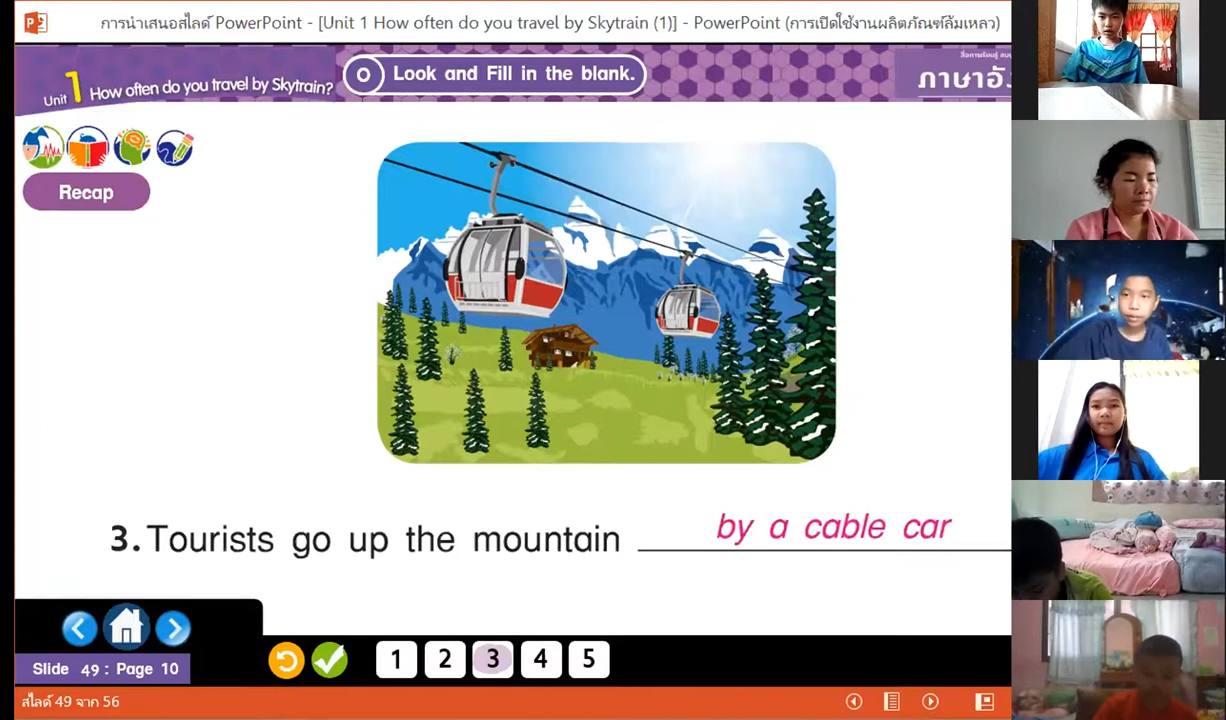 การนำเสนอสไลด์ PowerPoint - [Unit 1 How often do you travel by Skytrain (1)] - PowerPoint (การเปิดใช้งานผลิตภัณฑ์ล้มเหลว)
Unit 1 How often do you travel by Skytrain?
O Look and Fill in the blank.
ภาษาอัง
Recap
3. Tourists go up the mountain by a cable car
1 2 3 4 5
Slide 49 : Page 10
สไลด์ 49 จาก 56